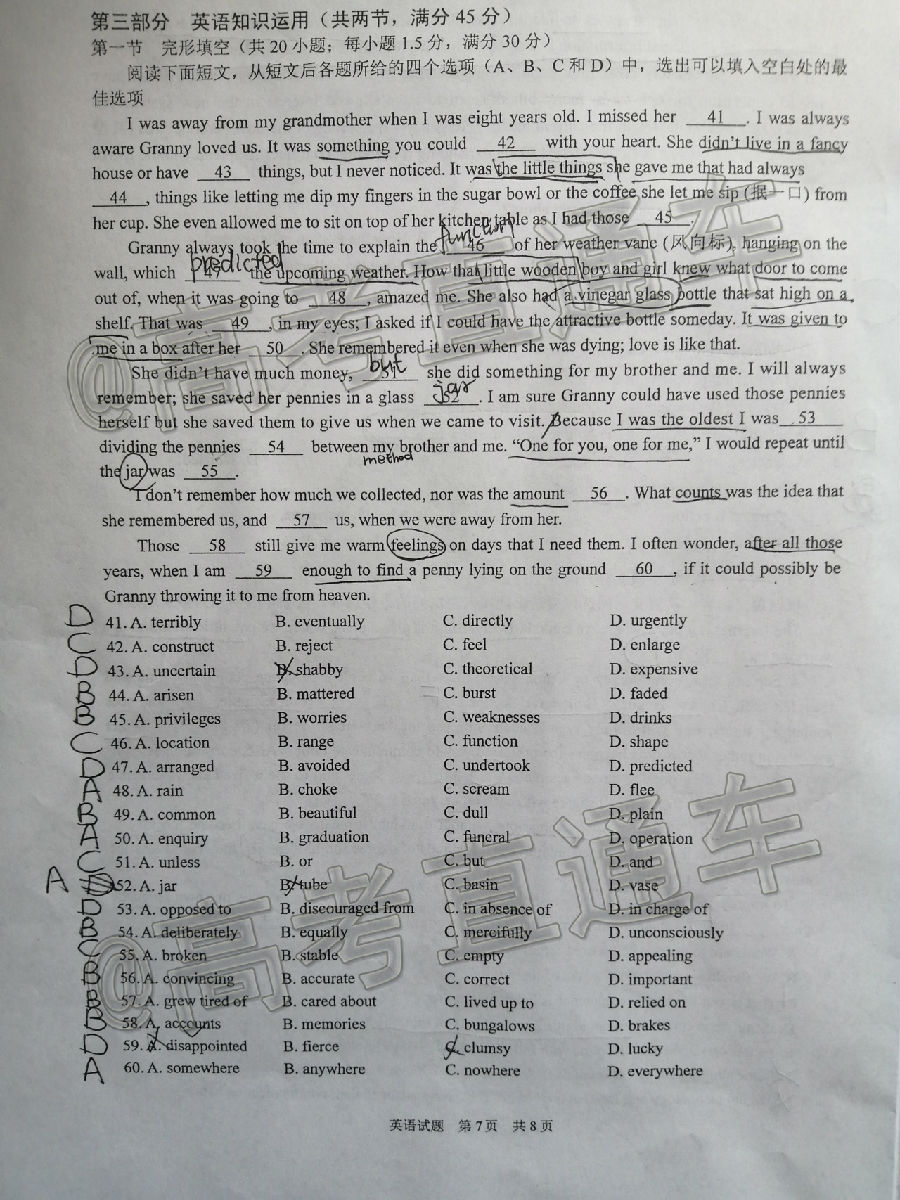 第三部分 英语知识运用（共两节，满分 45 分）
第一节 完形填空（共 20 小题；每小题 1.5 分，满分 30 分）
阅读下面短文，从短文后各题所给的四个选项（A、B、C 和 D）中，选出可以填入空白处的最
佳选项
I was away from my grandmother when I was eight years old. I missed her 41 . I was always
aware Granny loved us. It was something you could 42 with your heart. She didn't live in a fancy
house or have 43 things, but I never noticed. It was the little things she gave me that had always
44 , things like letting me dip my fingers in the sugar bowl or the coffee she let me sip (抿一口) from
her cup. She even allowed me to sit on top of her kitchen table as I had those 45 .
function
Granny always took the time to explain the 46 of her weather vane (风向标), hanging on the
predicted
wall, which 47 the upcoming weather. How that little wooden boy and girl knew what door to come
out of, when it was going to 48 , amazed me. She also had a vinegar glass bottle that sat high on a
shelf. That was 49 , in my eyes; I asked if I could have the attractive bottle someday. It was given to
me in a box after her 50 . She remembered it even when she was dying; love is like that.
but
She didn't have much money, 51 she did something for my brother and me. I will always
jar
remember; she saved her pennies in a glass 52 . I am sure Granny could have used those pennies
herself but she saved them to give us when we came to visit. Because I was the oldest I was 53
dividing the pennies 54 between my brother and me. “One for you, one for me,” I would repeat until
method
the jar was 55 .
I don't remember how much we collected, nor was the amount 56 . What counts was the idea that
she remembered us, and 57 us, when we were away from her.
Those 58 still give me warm feelings on days that I need them. I often wonder, after all those
years, when I am 59 enough to find a penny lying on the ground 60 , if it could possibly be
Granny throwing it to me from heaven.
D 41. A. terribly B. eventually C. directly D. urgently
C 42. A. construct B. reject C. feel D. enlarge
D 43. A. uncertain B. shabby C. theoretical D. expensive
B 44. A. arisen B. mattered C. burst D. faded
B 45. A. privileges B. worries C. weaknesses D. drinks
C 46. A. location B. range C. function D. shape
D 47. A. arranged B. avoided C. undertook D. predicted
A 48. A. rain B. choke C. scream D. flee
B 49. A. common B. beautiful C. dull D. plain
A 50. A. enquiry B. graduation C. funeral D. operation
C 51. A. unless B. or C. but D. and
A 52. A. jar B. tube C. basin D. vase
D 53. A. opposed to B. discouraged from C. in absence of D. in charge of
B 54. A. deliberately B. equally C. mercifully D. unconsciously
C 55. A. broken B. stable C. empty D. appealing
B 56. A. convincing B. accurate C. correct D. important
B 57. A. grew tired of B. cared about C. lived up to D. relied on
B 58. A. accounts B. memories C. bungalows D. brakes
D 59. A. disappointed B. fierce C. clumsy D. lucky
A 60. A. somewhere B. anywhere C. nowhere D. everywhere
英语试题 第 7 页 共 8 页
@高考直通车
@高考直通车